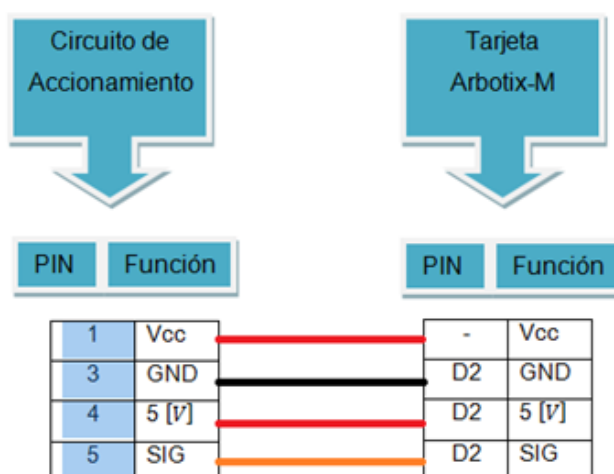 Circuito de
Accionamiento
Tarjeta
Arbotix-M
PIN Función
PIN Función
1 Vcc - Vcc
3 GND D2 GND
4 5 [V] D2 5 [V]
5 SIG D2 SIG